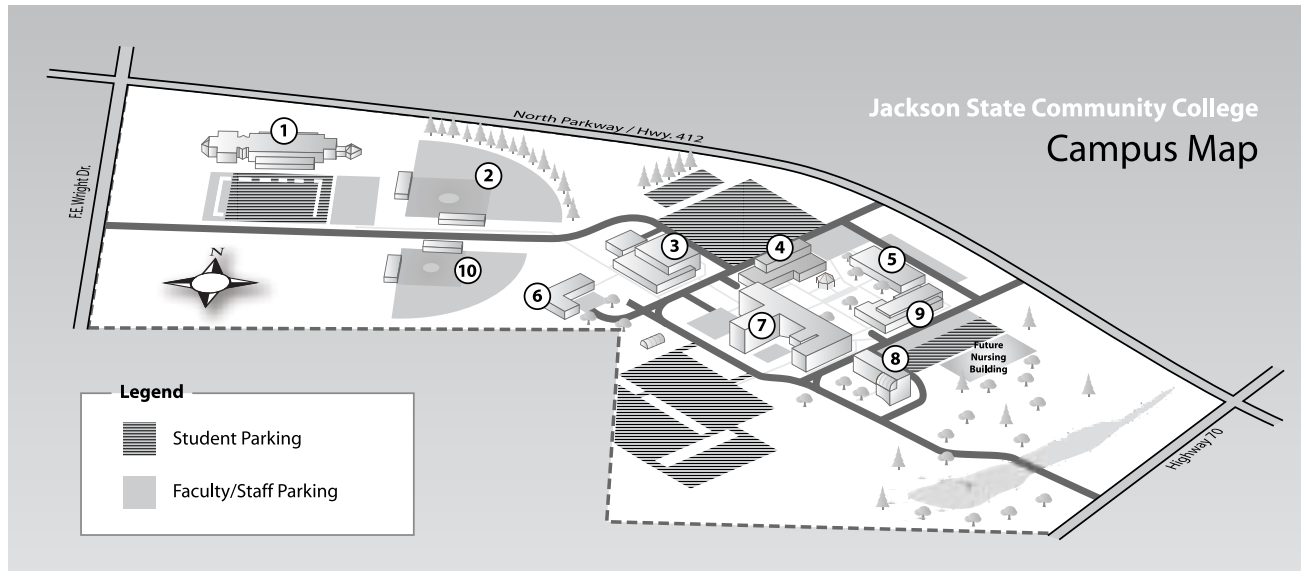 Jackson State Community College
Campus Map
North Parkway / Hwy. 412
F.E. Wright Dr.
1
2
3
4
5
10
6
7
9
8
N
Future
Nursing
Building
Highway 70
Legend
Student Parking
Faculty/Staff Parking